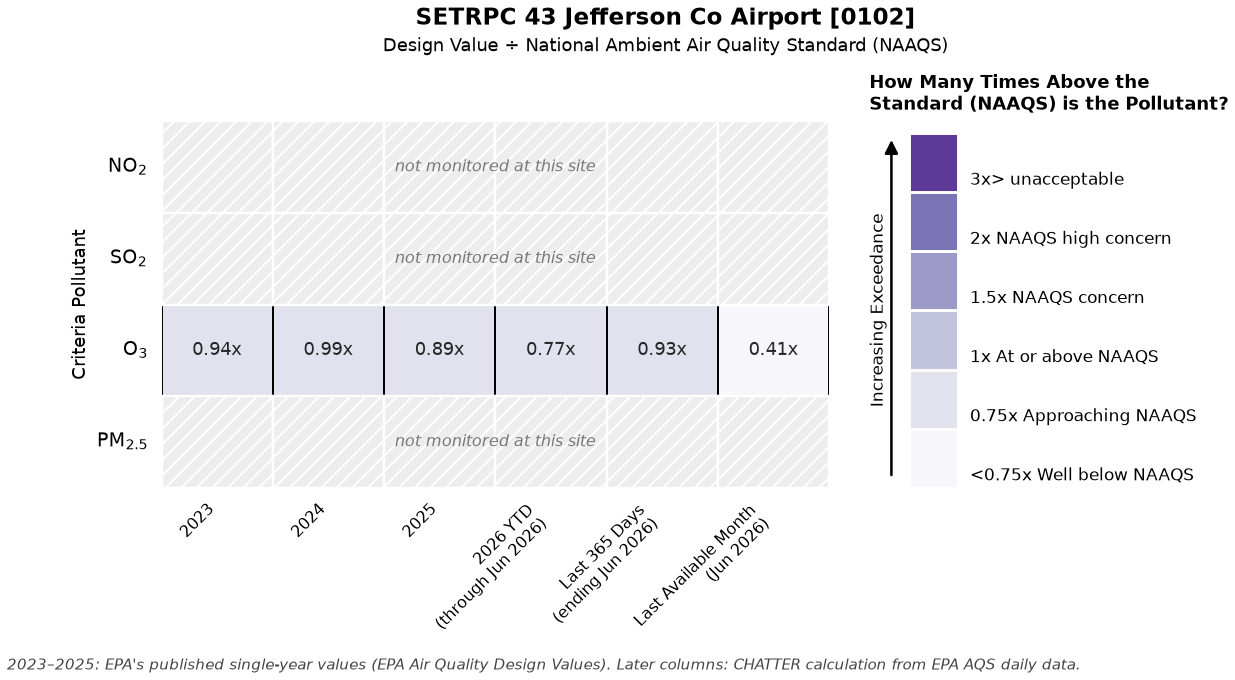 SETRPC 43 Jefferson Co Airport [0102]
Design Value ÷ National Ambient Air Quality Standard (NAAQS)
How Many Times Above the
Standard (NAAQS) is the Pollutant?
Criteria Pollutant
NO₂
not monitored at this site
SO₂
not monitored at this site
O₃
0.94x 0.99x 0.89x 0.77x 0.93x 0.41x
PM₂.₅
not monitored at this site
2023
2024
2025
2026 YTD
(through Jun 2026)
Last 365 Days
(ending Jun 2026)
Last Available Month
(Jun 2026)
Increasing Exceedance
3x> unacceptable
2x NAAQS high concern
1.5x NAAQS concern
1x At or above NAAQS
0.75x Approaching NAAQS
<0.75x Well below NAAQS
2023–2025: EPA's published single-year values (EPA Air Quality Design Values). Later columns: CHATTER calculation from EPA AQS daily data.